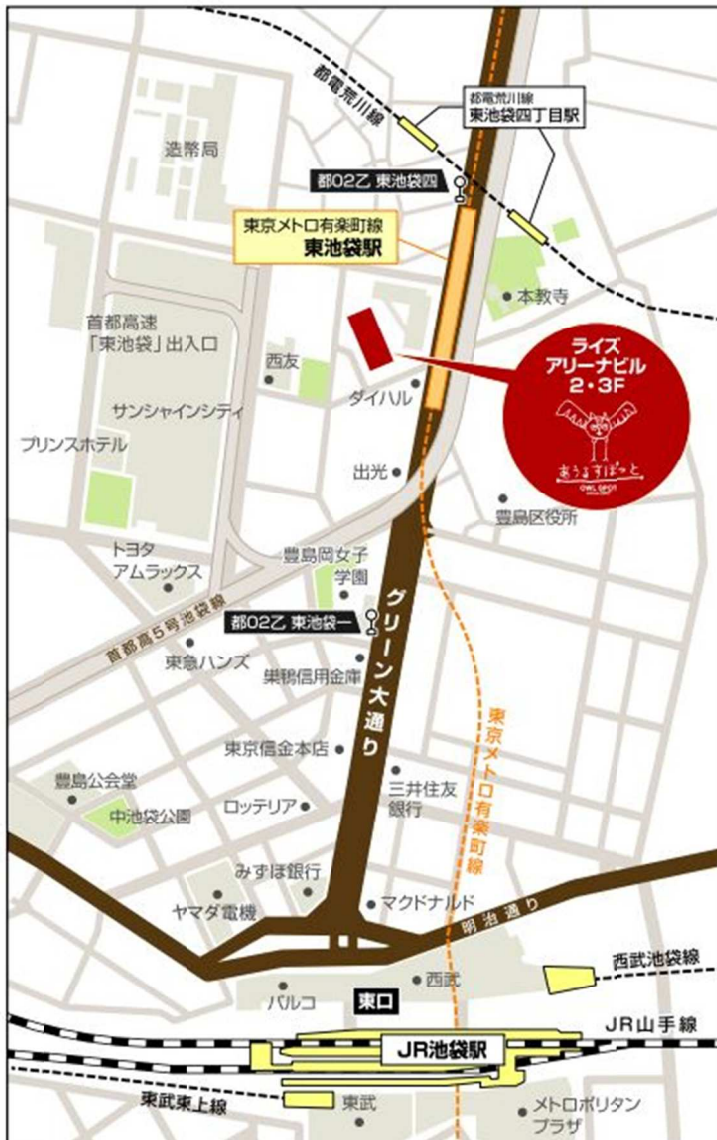 都電荒川線
都電荒川線
東池袋四丁目駅
造幣局
都02乙 東池袋四
東京メトロ有楽町線
東池袋駅
本教寺
首都高速
「東池袋」出入口
西友
ダイハル
ライズ
アリーナビル
2・3F
あうるすぽっと
OWL SPOT
サンシャインシティ
プリンスホテル
出光
豊島区役所
トヨタ
アムラックス
豊島岡女子
学園
グリーン大通り
首都高5号池袋線
都02乙 東池袋一
東急ハンズ
巣鴨信用金庫
東京メトロ有楽町線
東京信金本店
豊島公会堂
中池袋公園
ロッテリア
三井住友
銀行
みずほ銀行
ヤマダ電機
マクドナルド
明治通り
西武池袋線
パルコ
東口
西武
JR山手線
JR池袋駅
東武東上線
東武
メトロポリタン
プラザ